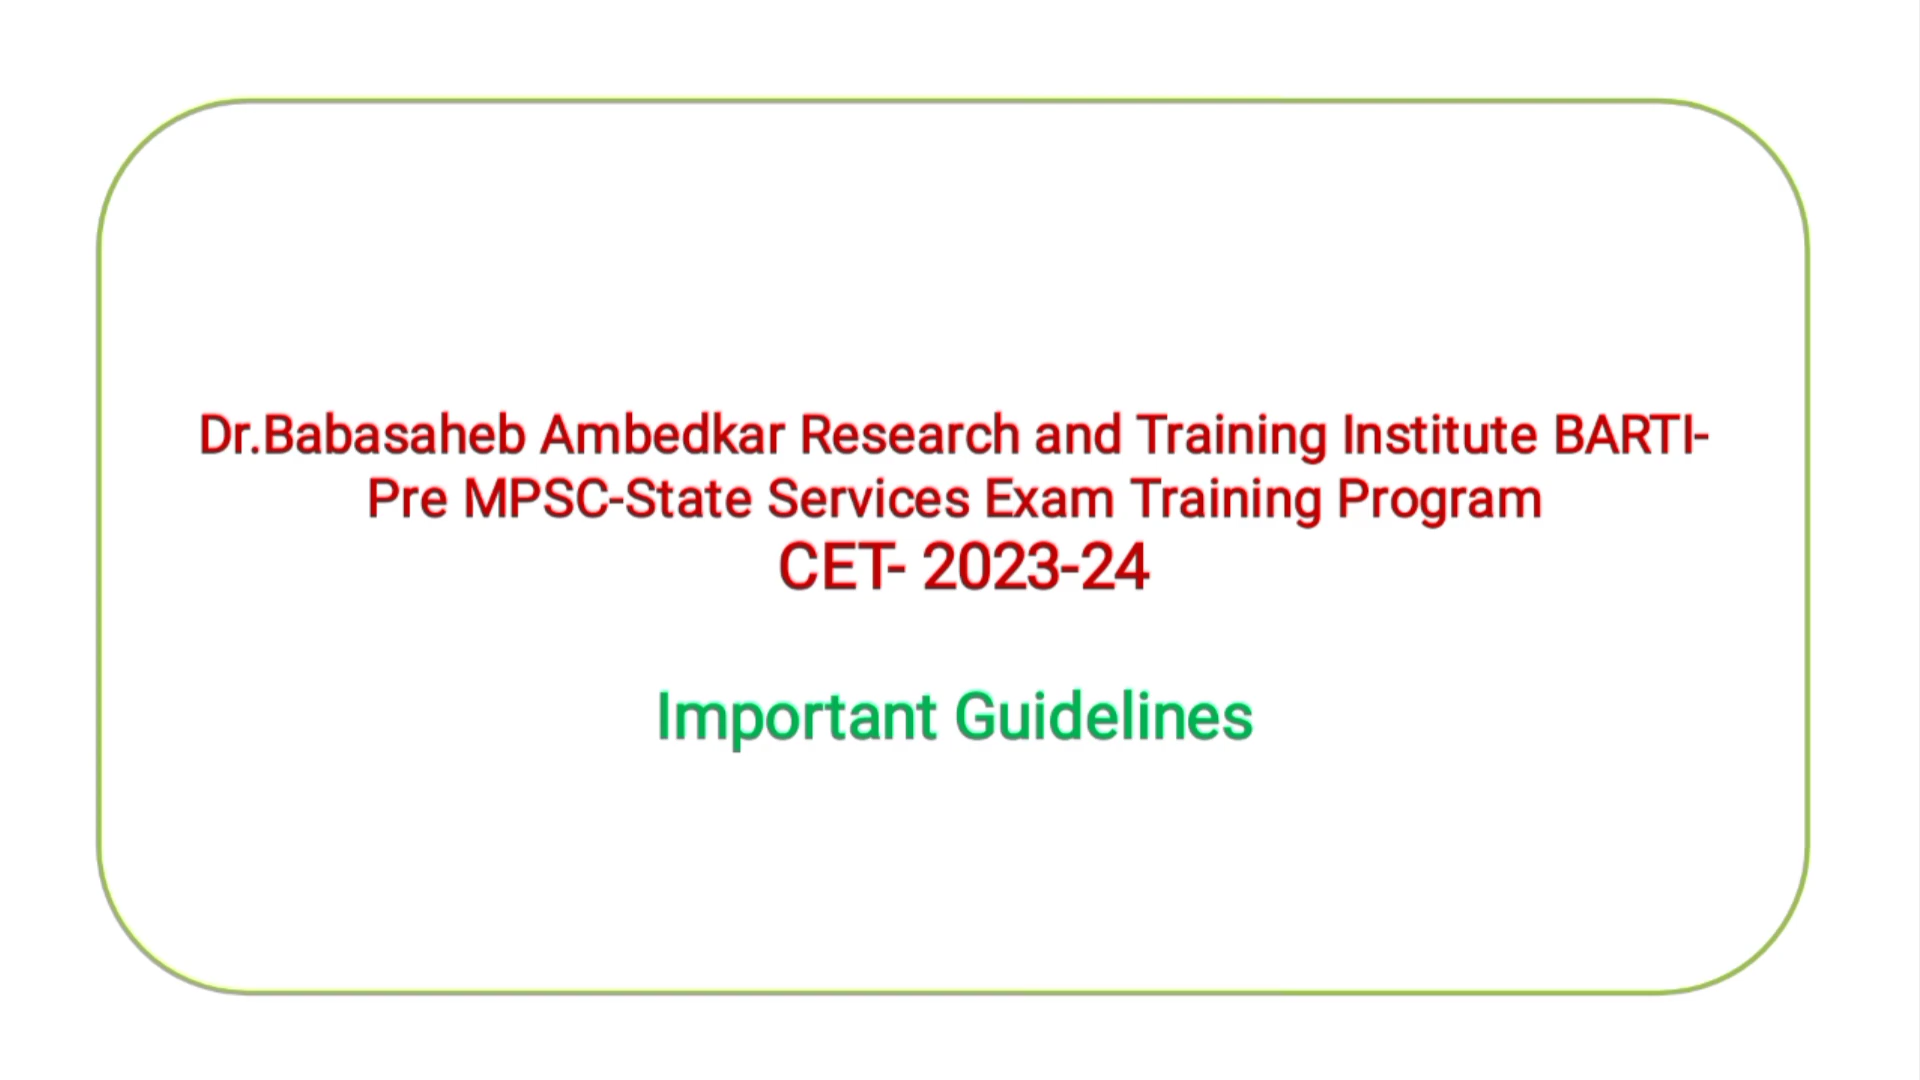 Dr.Babasaheb Ambedkar Research and Training Institute BARTI-
Pre MPSC-State Services Exam Training Program
CET- 2023-24
Important Guidelines